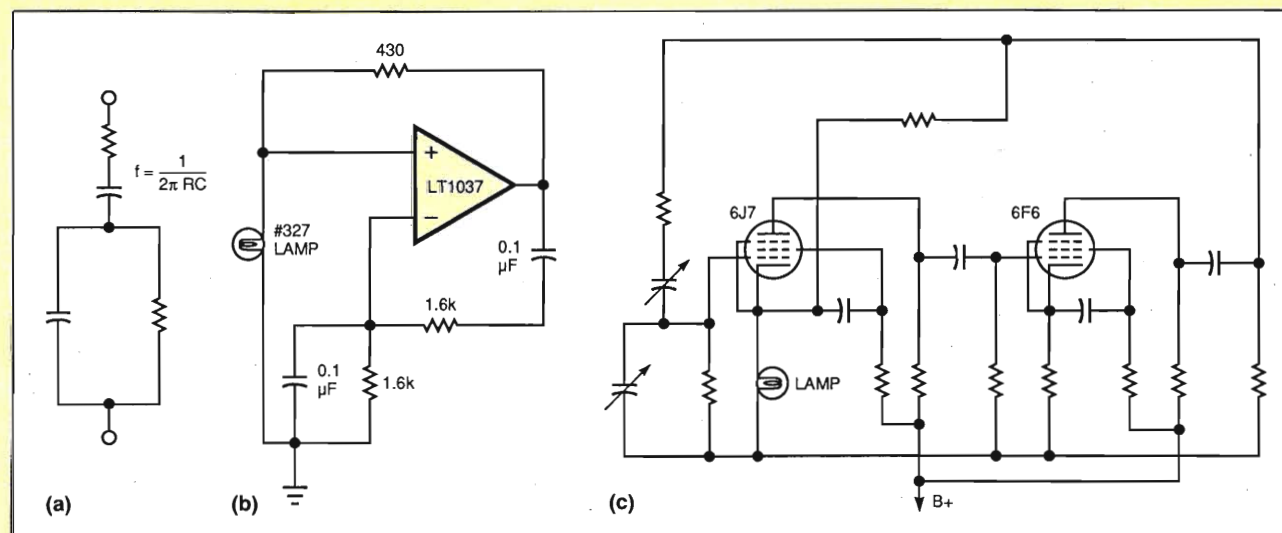 f = 1 / 2π RC
(a)
430
+
LT1037
−
#327
LAMP
0.1
µF
1.6k
0.1
µF
1.6k
(b)
6J7
6F6
LAMP
B+
(c)